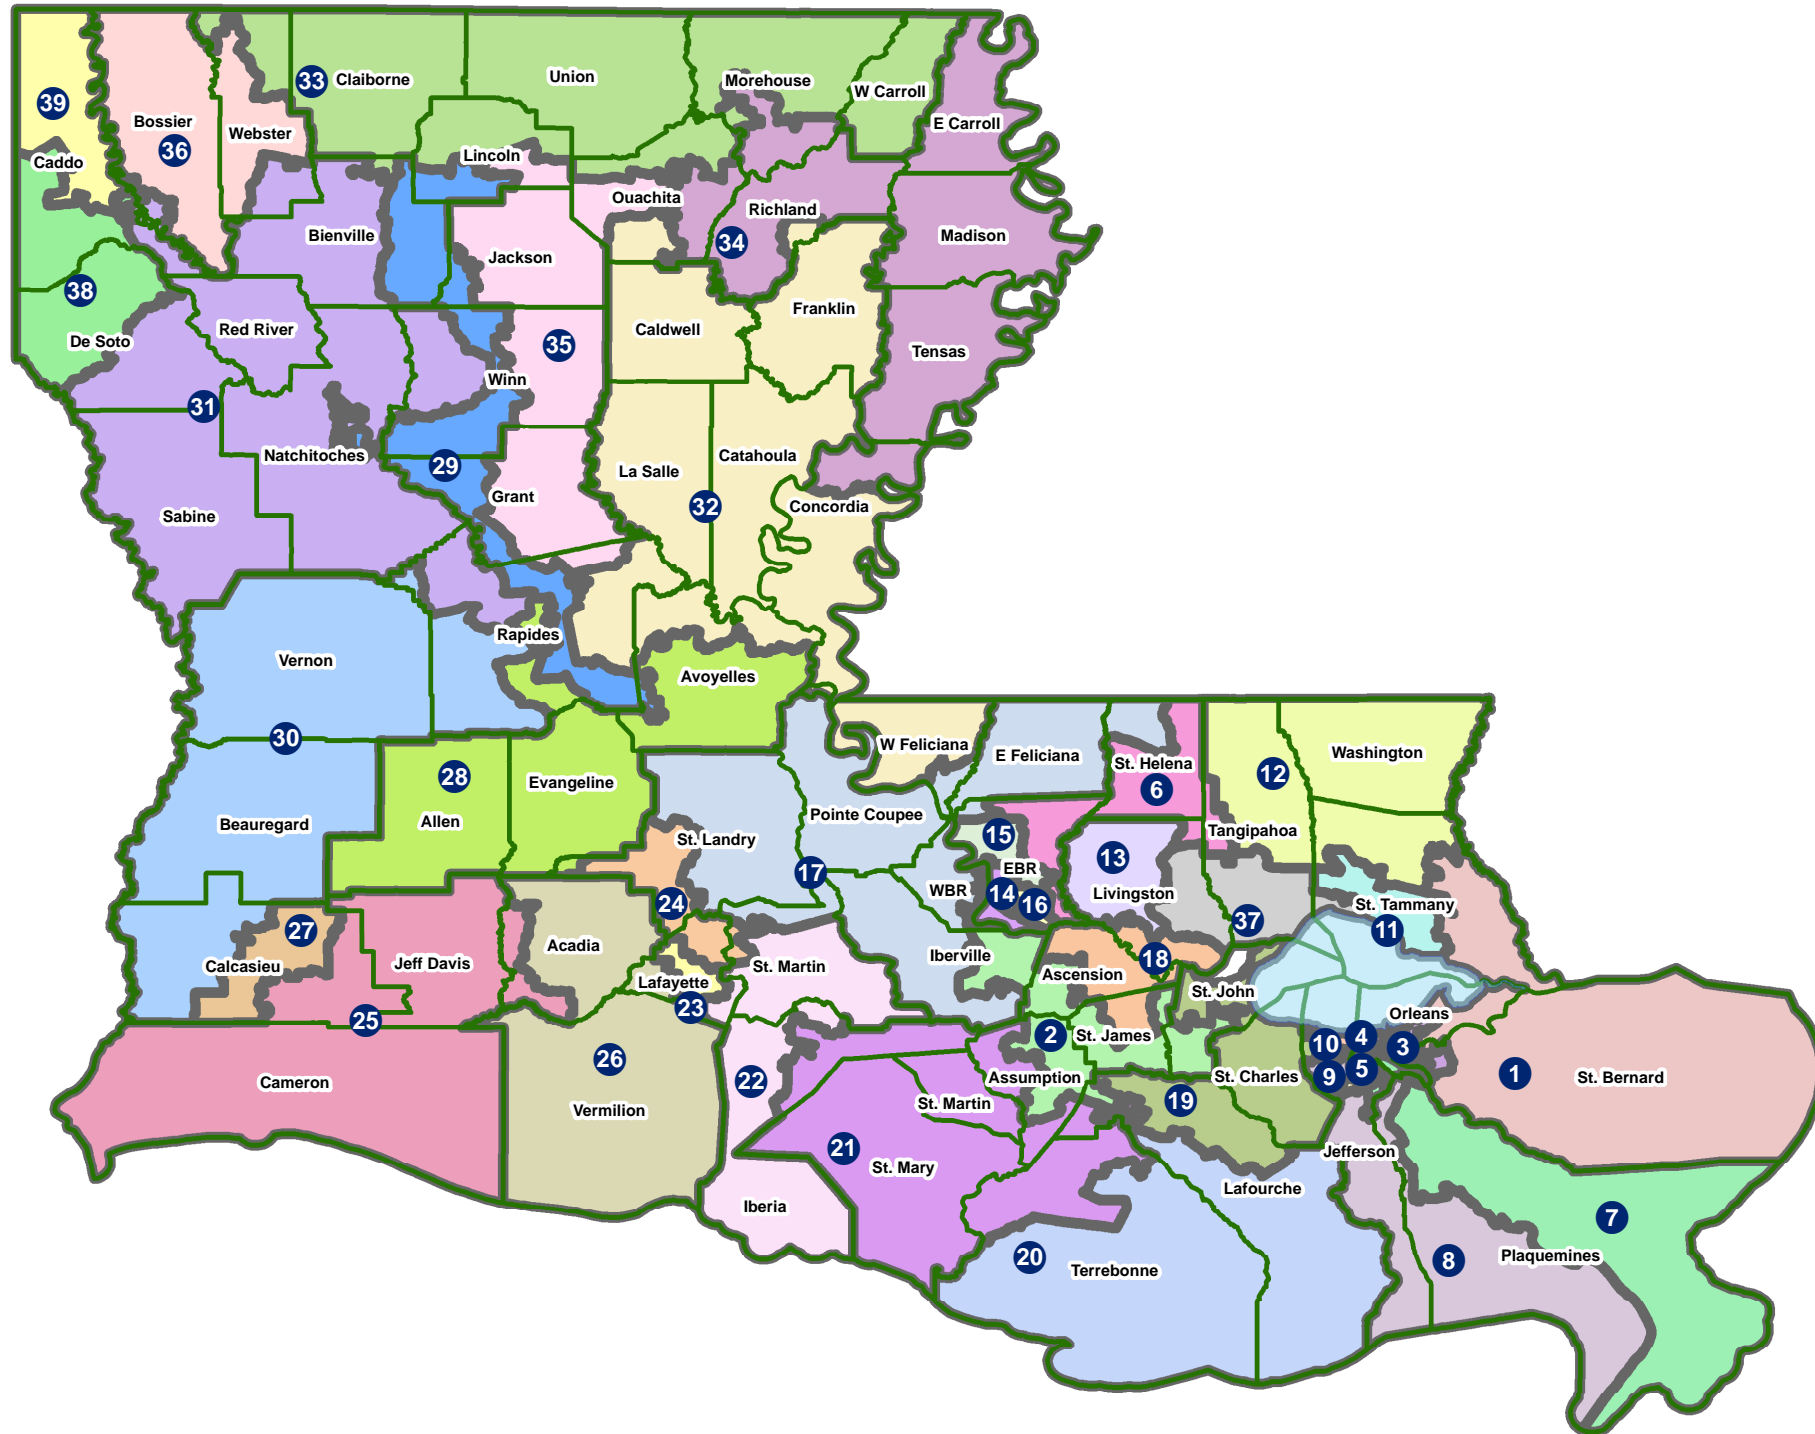 33
Claiborne
Union
Morehouse
W Carroll
39
Bossier
Webster
E Carroll
36
Caddo
Lincoln
Ouachita
Richland
Bienville
34
Madison
Jackson
38
Red River
Caldwell
Franklin
De Soto
35
Tensas
Winn
31
Natchitoches
29
La Salle
Catahoula
Grant
32
Concordia
Sabine
Rapides
Vernon
Avoyelles
30
W Feliciana
E Feliciana
St. Helena
Washington
28
Evangeline
6
12
Beauregard
Allen
St. Landry
Pointe Coupee
15
Tangipahoa
13
17
EBR
WBR
14
16
Livingston
24
St. Tammany
27
37
11
Acadia
Calcasieu
Jeff Davis
St. Martin
Iberville
Ascension
18
Lafayette
St. John
23
Orleans
25
2
St. James
10
4
3
26
5
9
1
Cameron
22
Assumption
St. Charles
St. Bernard
Vermilion
St. Martin
19
21
St. Mary
Jefferson
Lafourche
Iberia
7
20
Terrebonne
8
Plaquemines